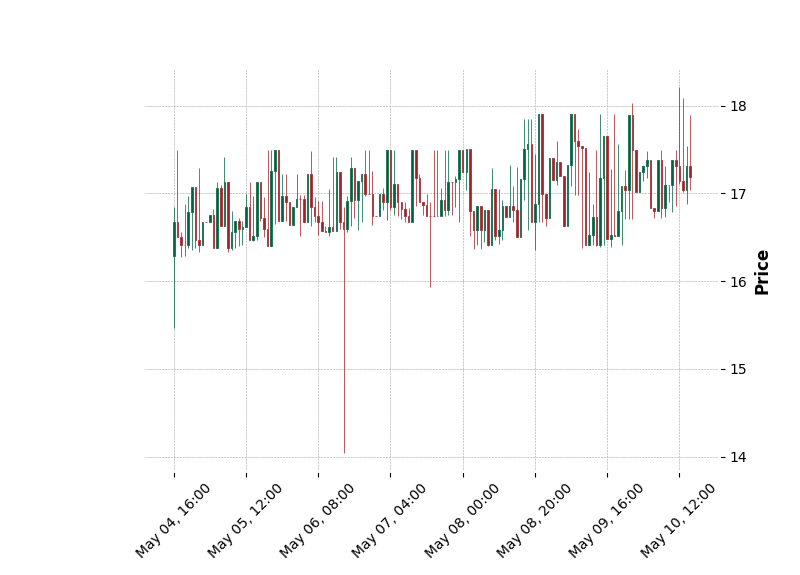 18
17
16
15
14
Price
May 04, 16:00
May 05, 12:00
May 06, 08:00
May 07, 04:00
May 08, 00:00
May 08, 20:00
May 09, 16:00
May 10, 12:00